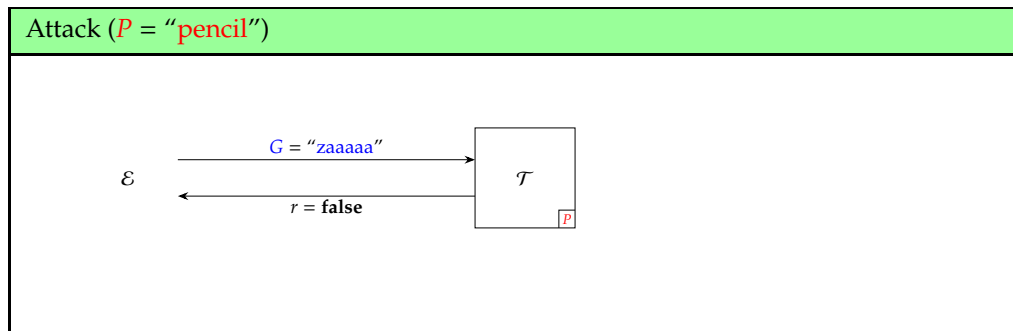 Attack (P = “pencil”)
G = “zaaaaa”
ℰ
𝒯
r = false
P